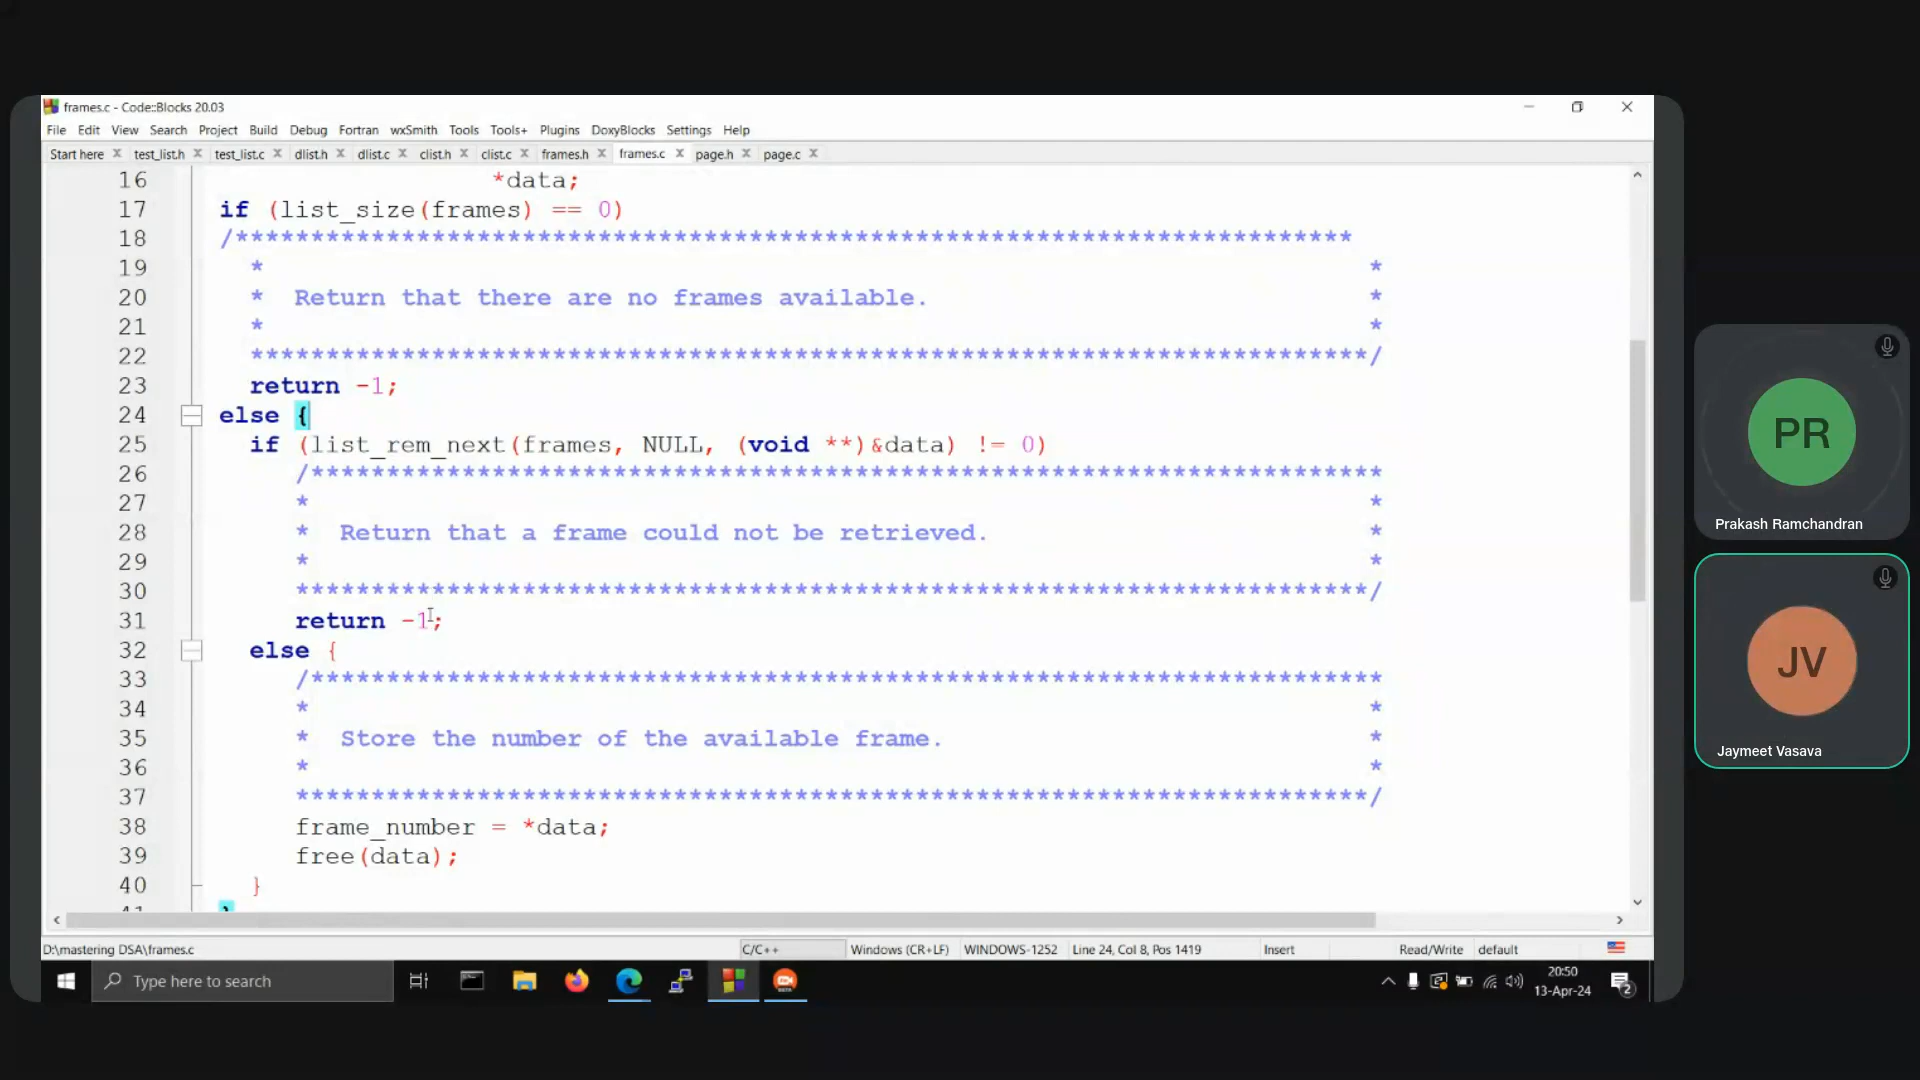 frames.c - Code::Blocks 20.03
File Edit View Search Project Build Debug Fortran wxSmith Tools Tools+ Plugins DoxyBlocks Settings Help
Start here test_list.h test_list.c dlist.h dlist.c clist.h clist.c frames.h frames.c page.h page.c
16 *data;
17 if (list_size(frames) == 0)
18 /***************************************************************************
19 * *
20 * Return that there are no frames available. *
21 * *
22 ***************************************************************************/
23 return -1;
24 else {
25 if (list_rem_next(frames, NULL, (void **)&data) != 0)
26 /************************************************************************
27 * *
28 * Return that a frame could not be retrieved. *
29 * *
30 ************************************************************************/
31 return -1;
32 else {
33 /************************************************************************
34 * *
35 * Store the number of the available frame. *
36 * *
37 ************************************************************************/
38 frame_number = *data;
39 free(data);
40 }
41 }
D:\mastering DSA\frames.c C/C++ Windows (CR+LF) WINDOWS-1252 Line 24, Col 8, Pos 1419 Insert Read/Write default
Type here to search
20:50
13-Apr-24
2
PR
Prakash Ramchandran
JV
Jaymeet Vasava